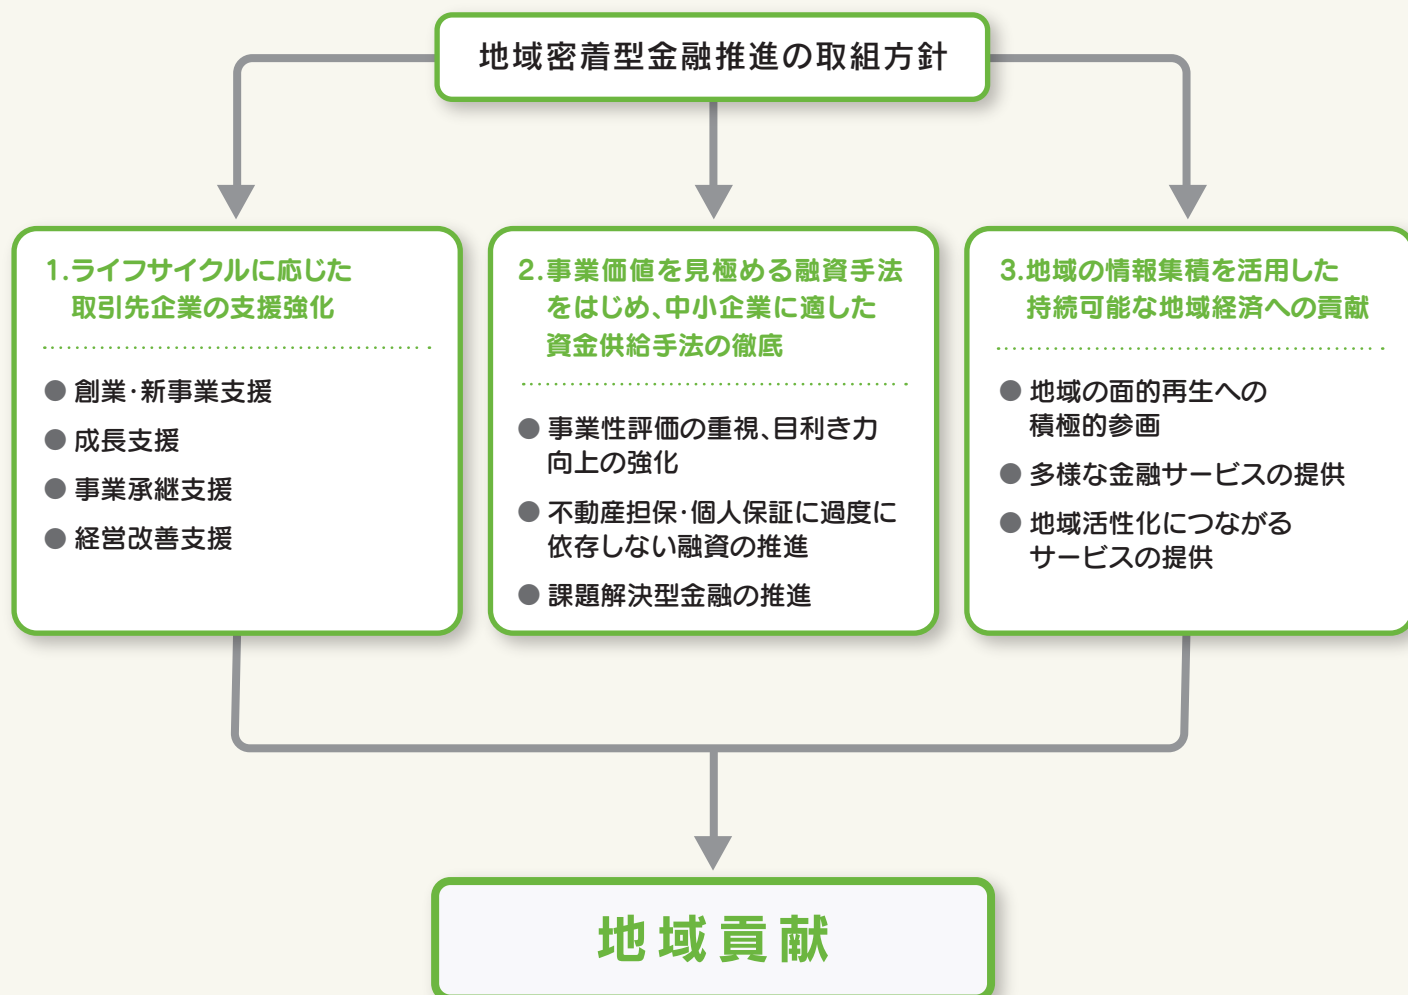 地域密着型金融推進の取組方針
1.ライフサイクルに応じた
取引先企業の支援強化
● 創業・新事業支援
● 成長支援
● 事業承継支援
● 経営改善支援
2.事業価値を見極める融資手法
をはじめ、中小企業に適した
資金供給手法の徹底
● 事業性評価の重視、目利き力
向上の強化
● 不動産担保・個人保証に過度に
依存しない融資の推進
● 課題解決型金融の推進
3.地域の情報集積を活用した
持続可能な地域経済への貢献
● 地域の面的再生への
積極的参画
● 多様な金融サービスの提供
● 地域活性化につながる
サービスの提供
地域貢献